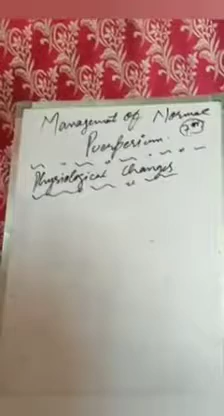 Management of Normal
Puerperium
Physiological Changes